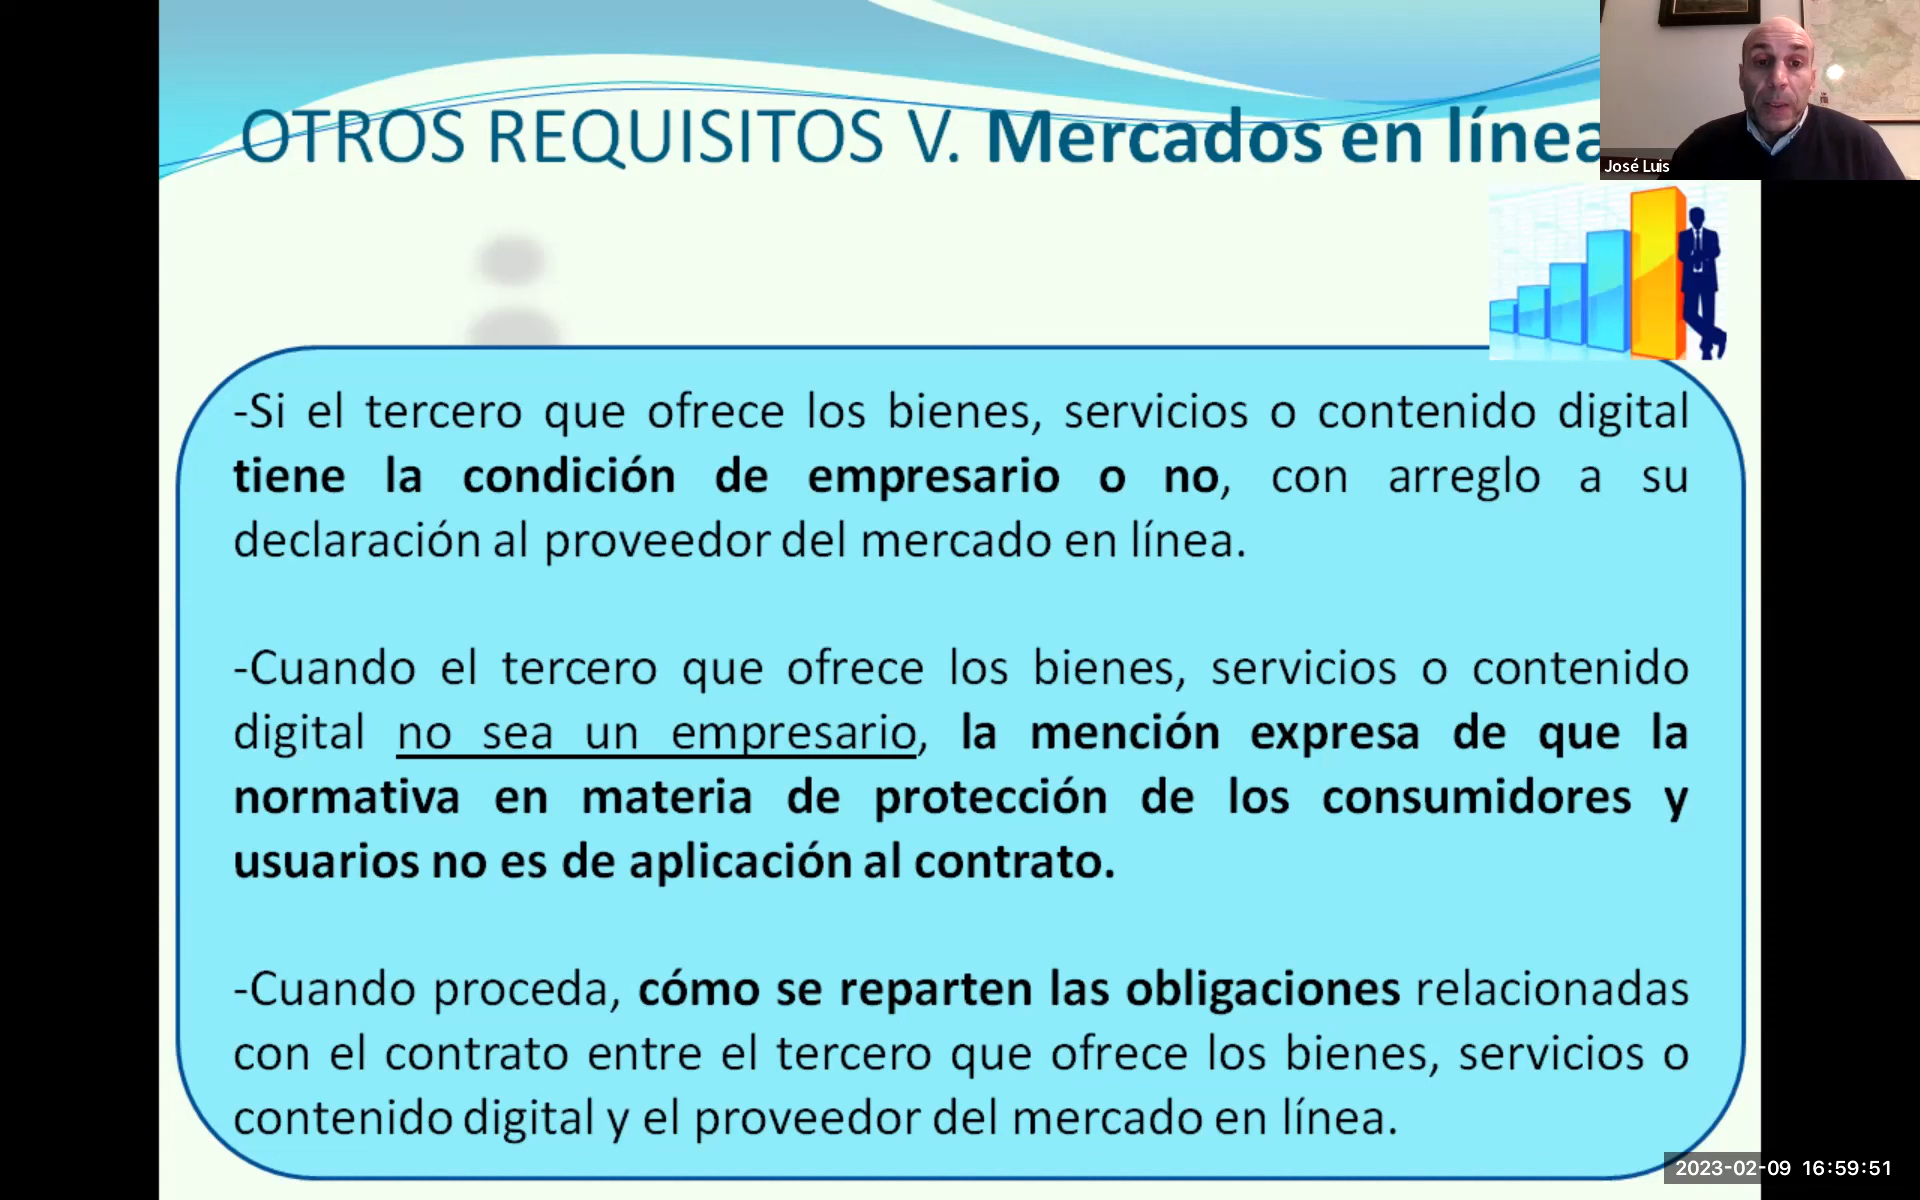 OTROS REQUISITOS V. Mercados en línea
José Luis
-Si el tercero que ofrece los bienes, servicios o contenido digital
tiene la condición de empresario o no, con arreglo a su
declaración al proveedor del mercado en línea.
-Cuando el tercero que ofrece los bienes, servicios o contenido
digital no sea un empresario, la mención expresa de que la
normativa en materia de protección de los consumidores y
usuarios no es de aplicación al contrato.
-Cuando proceda, cómo se reparten las obligaciones relacionadas
con el contrato entre el tercero que ofrece los bienes, servicios o
contenido digital y el proveedor del mercado en línea.
2023-02-09 16:59:51